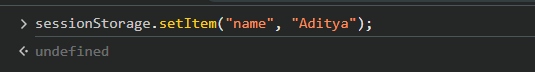 > sessionStorage.setItem("name", "Aditya");
undefined